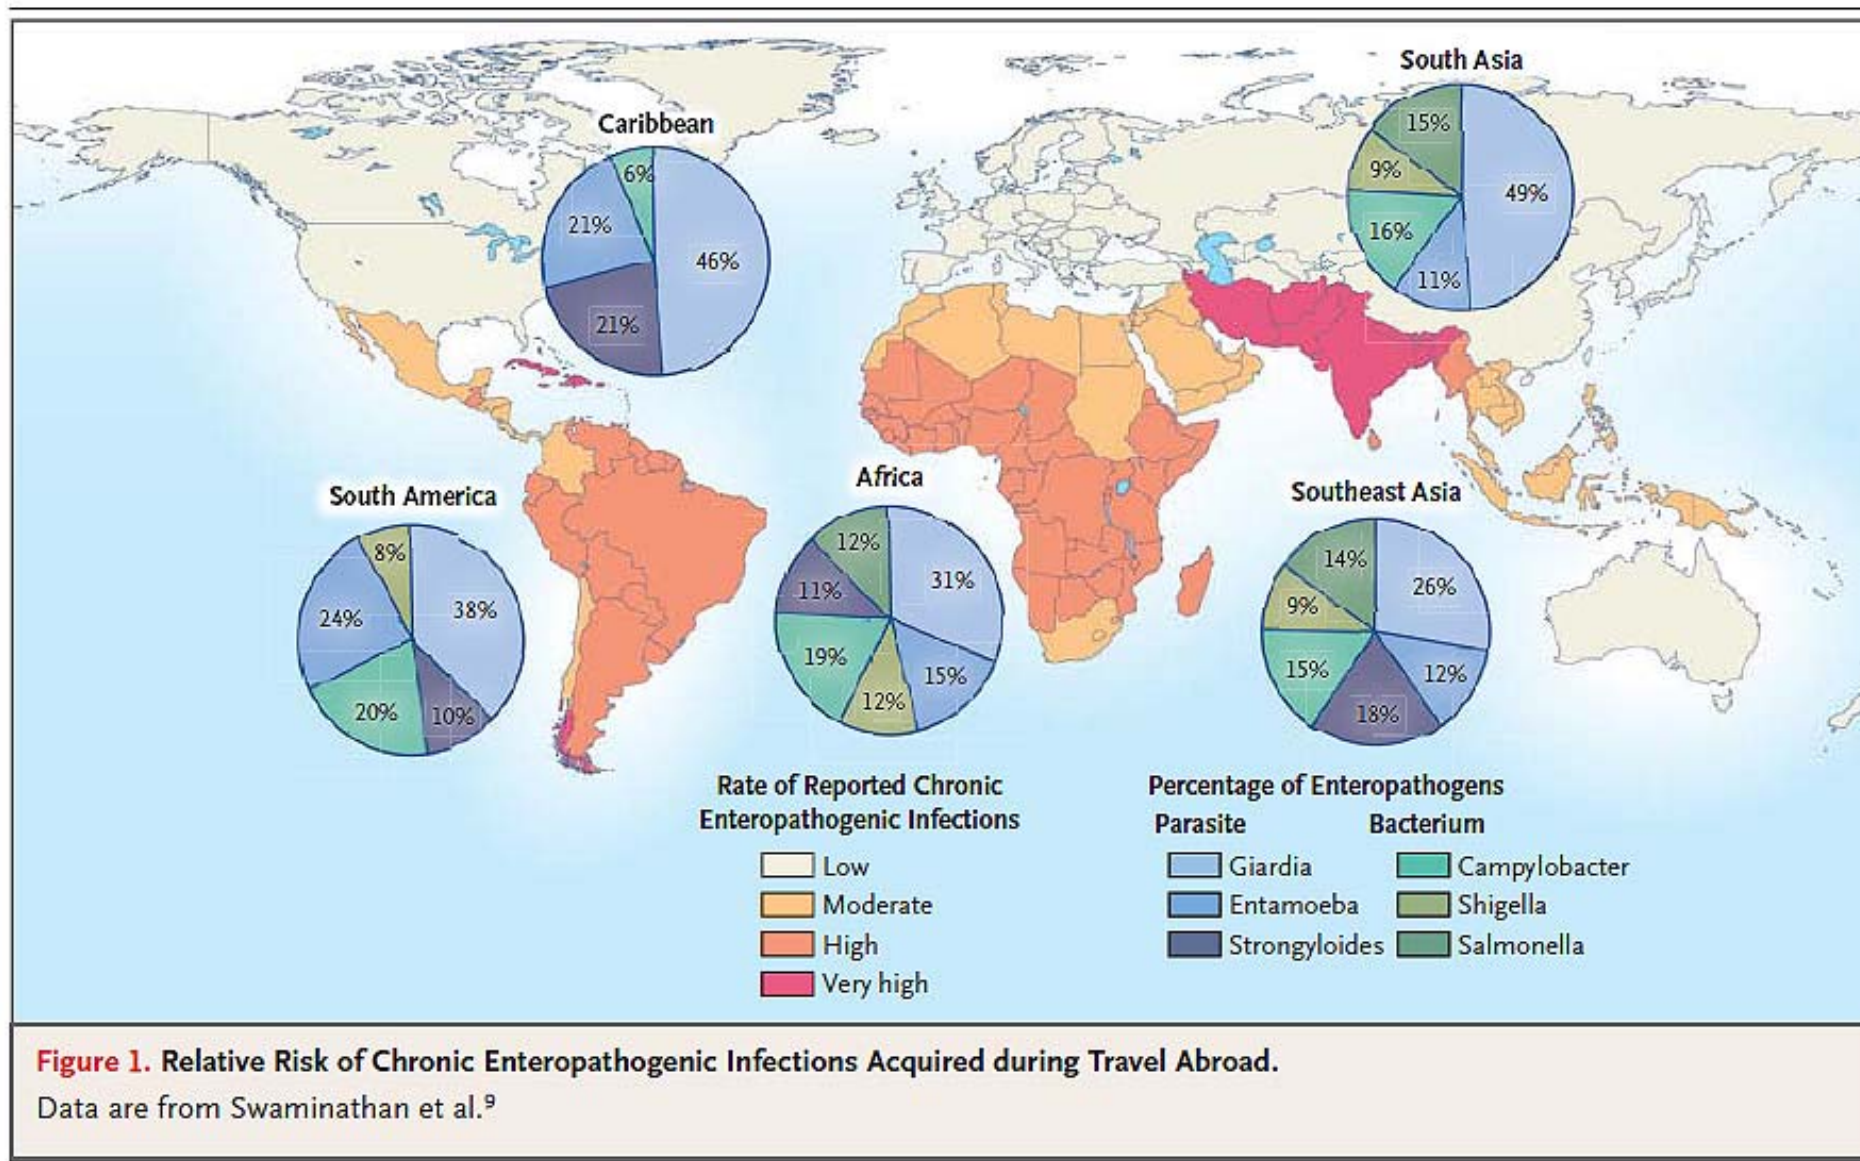 South Asia
15%
49%
9%
16%
11%
Caribbean
6%
21%
46%
21%
South America
8%
38%
24%
20%
10%
Africa
12%
31%
11%
19%
15%
12%
Southeast Asia
14%
26%
9%
15%
12%
18%
Rate of Reported Chronic
Enteropathogenic Infections
Low
Moderate
High
Very high
Percentage of Enteropathogens
Parasite
Bacterium
Giardia
Campylobacter
Entamoeba
Shigella
Strongyloides
Salmonella
Figure 1. Relative Risk of Chronic Enteropathogenic Infections Acquired during Travel Abroad.
Data are from Swaminathan et al.⁹